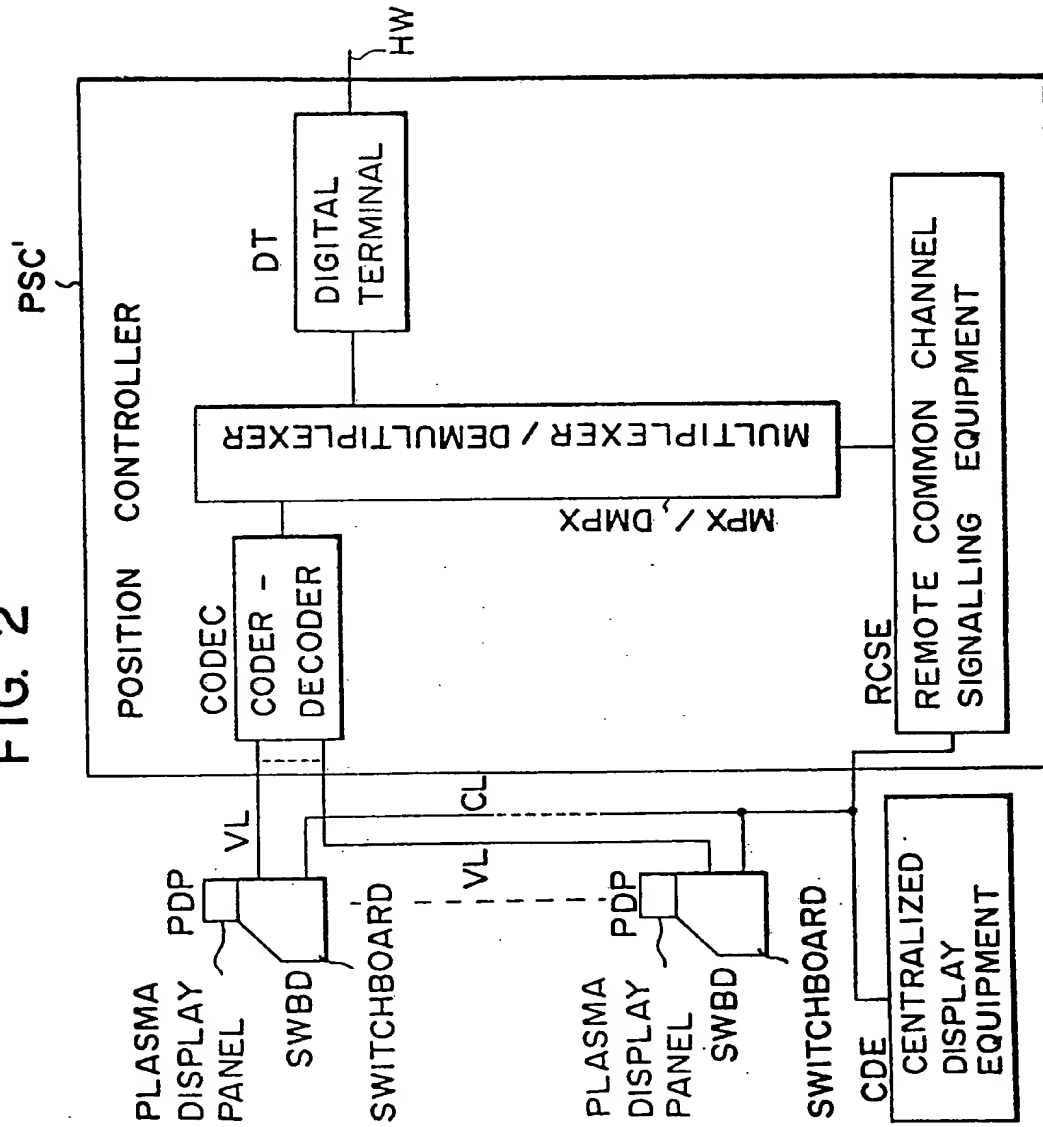 FIG. 2
PSC'
POSITION CONTROLLER
HW
DT
DIGITAL
TERMINAL
MULTIPLEXER / DEMULTIPLEXER
MPX / DMPX
CODEC
CODER -
DECODER
RCSE
REMOTE COMMON CHANNEL
SIGNALLING EQUIPMENT
VL
CL
VL
PDP
PLASMA
DISPLAY
PANEL
SWBD
SWITCHBOARD
PDP
PLASMA
DISPLAY
PANEL
SWBD
SWITCHBOARD
CDE
CENTRALIZED
DISPLAY
EQUIPMENT